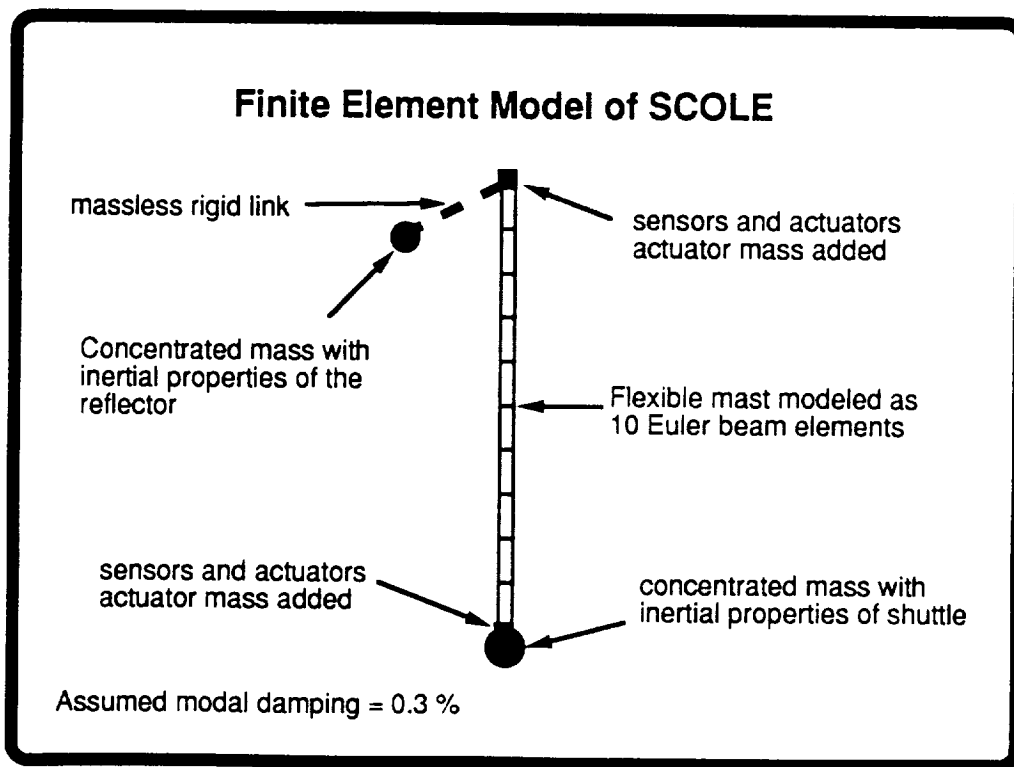 Finite Element Model of SCOLE
massless rigid link
sensors and actuators
actuator mass added
Concentrated mass with
inertial properties of the
reflector
Flexible mast modeled as
10 Euler beam elements
sensors and actuators
actuator mass added
concentrated mass with
inertial properties of shuttle
Assumed modal damping = 0.3 %